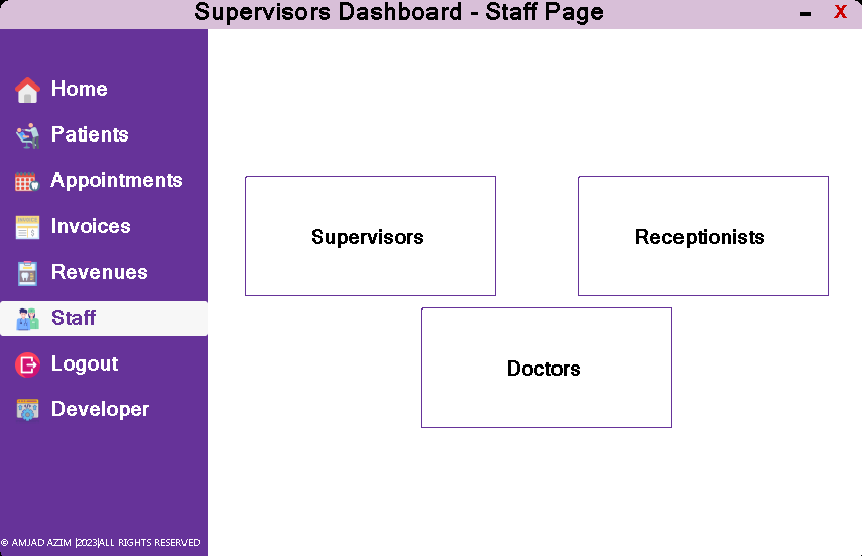 Supervisors Dashboard - Staff Page
X
Home
Patients
Appointments
Invoices
Revenues
Staff
Logout
Developer
Supervisors
Receptionists
Doctors
© AMJAD AZIM |2023|ALL RIGHTS RESERVED